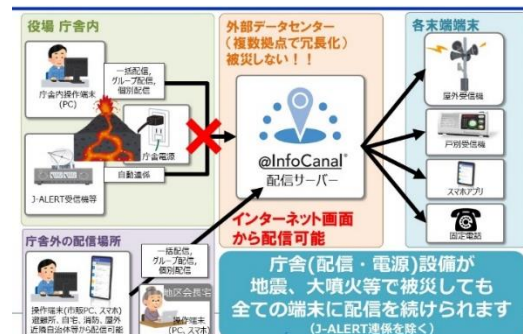 役場 庁舎内
庁舎内操作端末
(PC)
一括配信,
グループ配信,
個別配信
庁舎電源
自動連係
J-ALERT受信機等
外部データセンター
(複数拠点で冗長化)
被災しない!!
@InfoCanal®
配信サーバー
インターネット画面
から配信可能
各末端端末
屋外受信機
戸別受信機
スマホアプリ
固定電話
庁舎外の配信場所
一括配信,
グループ配信,
個別配信
操作端末(市販PC、スマホ)
避難所、自宅、消防、屋外
近隣自治体等から配信可能
地区会長宅
操作端末
(PC、スマホ)
庁舎(配信・電源)設備が
地震、大噴火等で被災しても
全ての端末に配信を続けられます
(J-ALERT連係を除く)